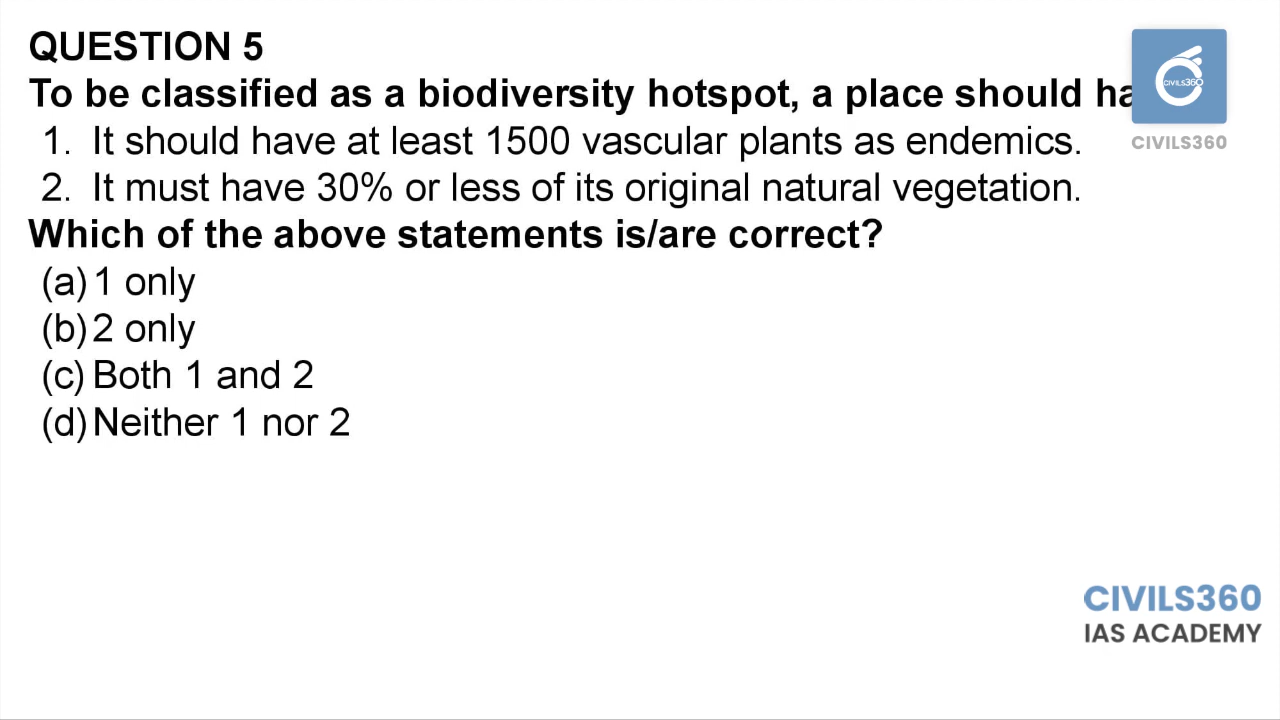 QUESTION 5
To be classified as a biodiversity hotspot, a place should ha
1. It should have at least 1500 vascular plants as endemics.
2. It must have 30% or less of its original natural vegetation.
Which of the above statements is/are correct?
(a) 1 only
(b) 2 only
(c) Both 1 and 2
(d) Neither 1 nor 2
CIVILS360
CIVILS360
CIVILS360
IAS ACADEMY